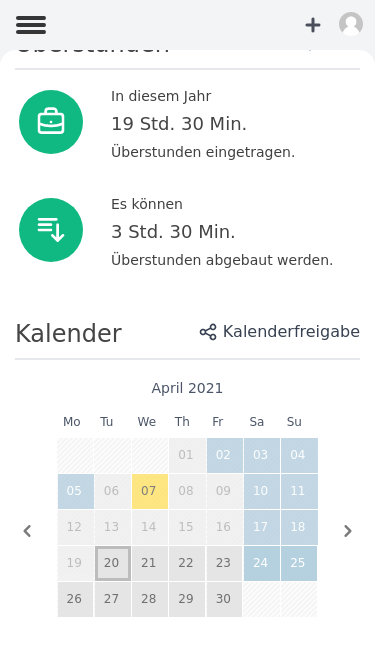 Überstunden
In diesem Jahr
19 Std. 30 Min.
Überstunden eingetragen.
Es können
3 Std. 30 Min.
Überstunden abgebaut werden.
Kalender Kalenderfreigabe
April 2021
Mo Tu We Th Fr Sa Su
01 02 03 04
05 06 07 08 09 10 11
12 13 14 15 16 17 18
19 20 21 22 23 24 25
26 27 28 29 30